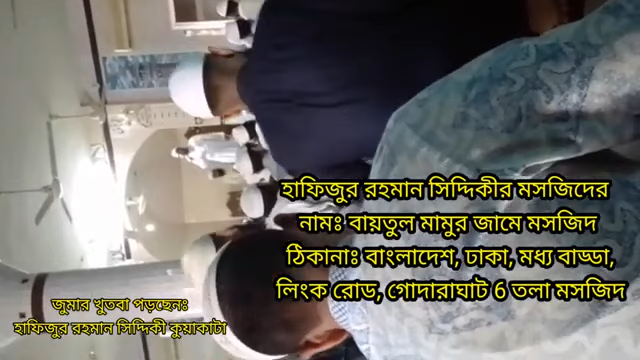 হাফিজুর রহমান সিদ্দিকীর মসজিদের
নামঃ বায়তুল মামুর জামে মসজিদ
ঠিকানাঃ বাংলাদেশ, ঢাকা, মধ্য বাড্ডা,
লিংক রোড, গোদারাঘাট 6 তলা মসজিদ
জুমার খুতবা পড়ছেনঃ
হাফিজুর রহমান সিদ্দিকী কুয়াকাটা